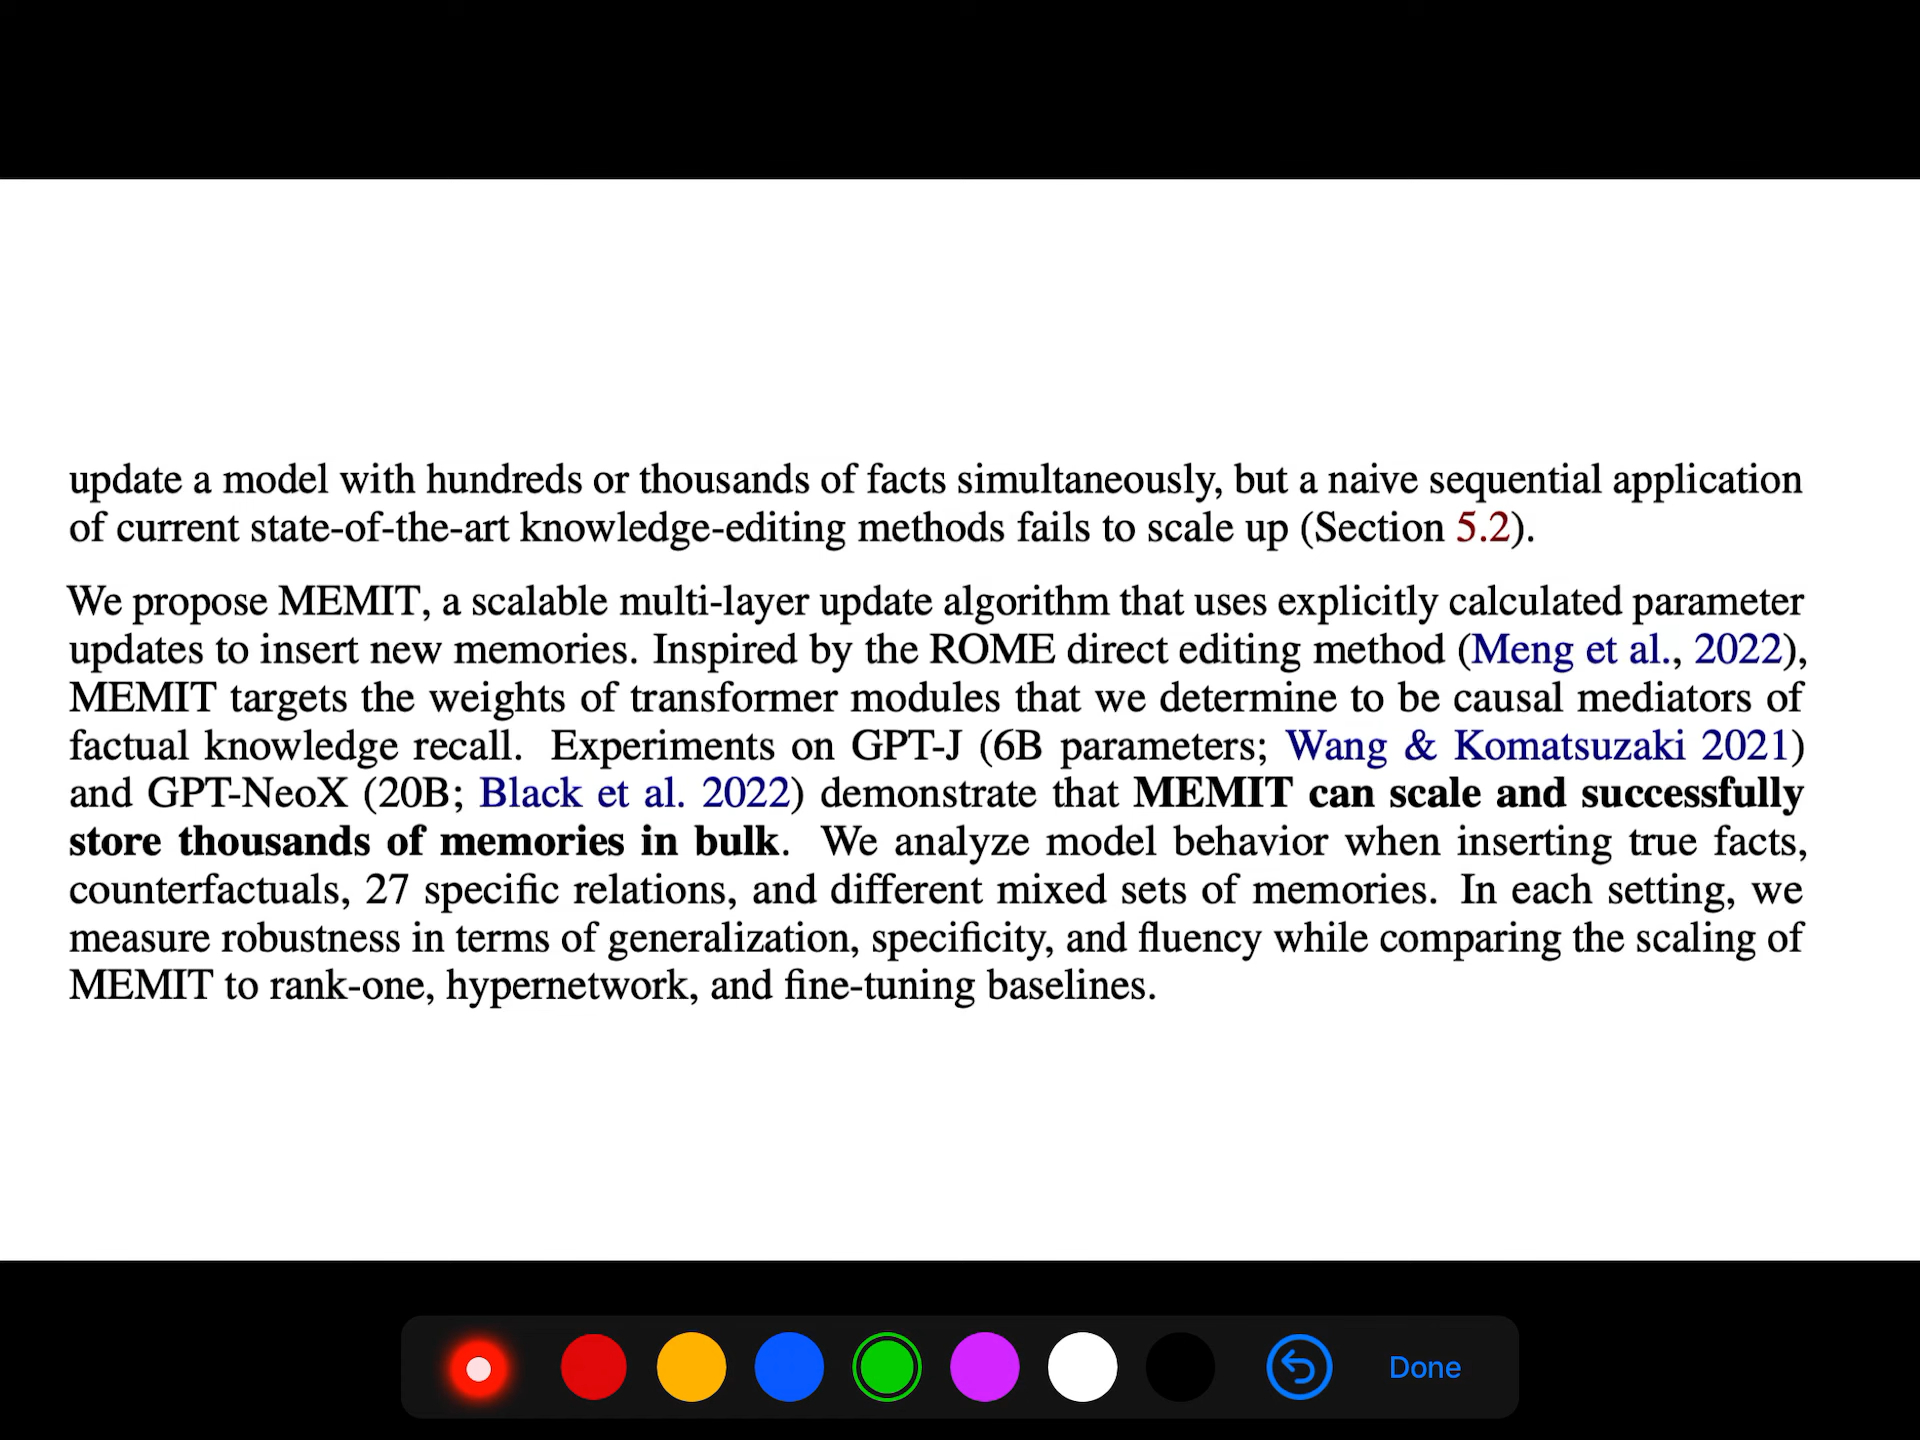 update a model with hundreds or thousands of facts simultaneously, but a naive sequential application
of current state-of-the-art knowledge-editing methods fails to scale up (Section 5.2).
We propose MEMIT, a scalable multi-layer update algorithm that uses explicitly calculated parameter
updates to insert new memories. Inspired by the ROME direct editing method (Meng et al., 2022),
MEMIT targets the weights of transformer modules that we determine to be causal mediators of
factual knowledge recall. Experiments on GPT-J (6B parameters; Wang & Komatsuzaki 2021)
and GPT-NeoX (20B; Black et al. 2022) demonstrate that MEMIT can scale and successfully
store thousands of memories in bulk. We analyze model behavior when inserting true facts,
counterfactuals, 27 specific relations, and different mixed sets of memories. In each setting, we
measure robustness in terms of generalization, specificity, and fluency while comparing the scaling of
MEMIT to rank-one, hypernetwork, and fine-tuning baselines.
Done